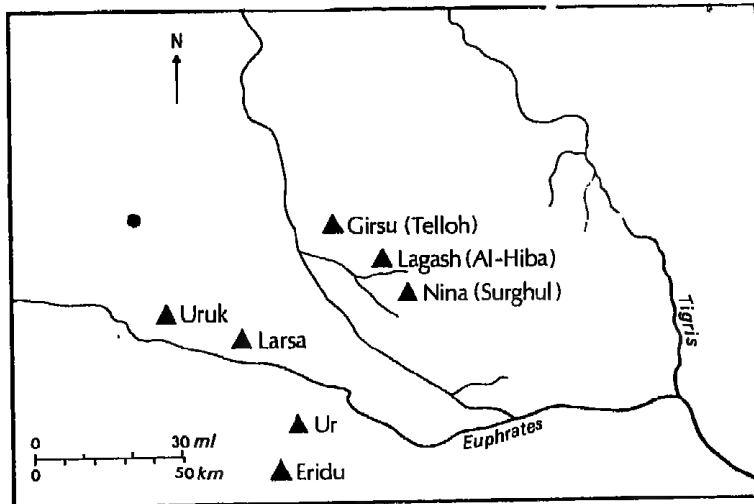 N
Girsu (Telloh)
Lagash (Al-Hiba)
Nina (Surghul)
Uruk
Larsa
Tigris
Ur
Euphrates
Eridu
0 30 ml
0 50 km